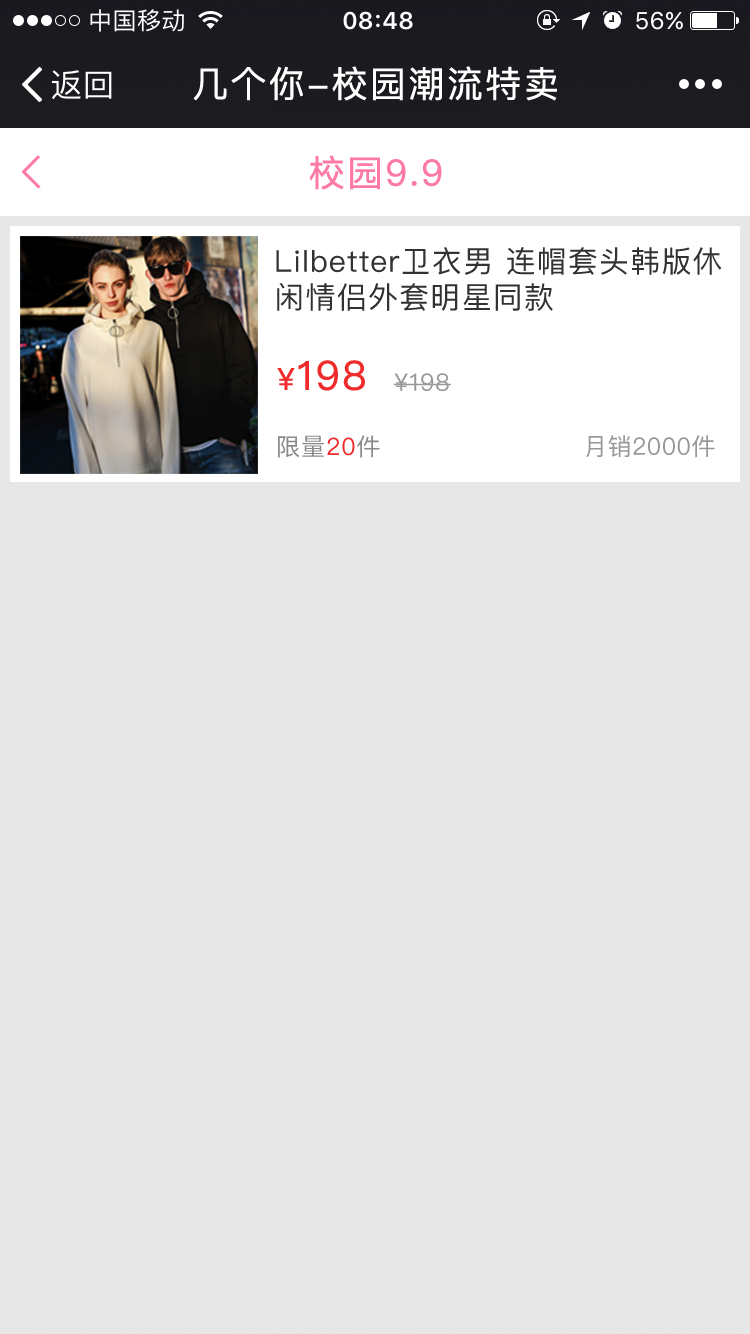 中国移动 08:48 56%
返回 几个你-校园潮流特卖
校园9.9
Lilbetter卫衣男 连帽套头韩版休
闲情侣外套明星同款
¥198 ¥198
限量20件 月销2000件